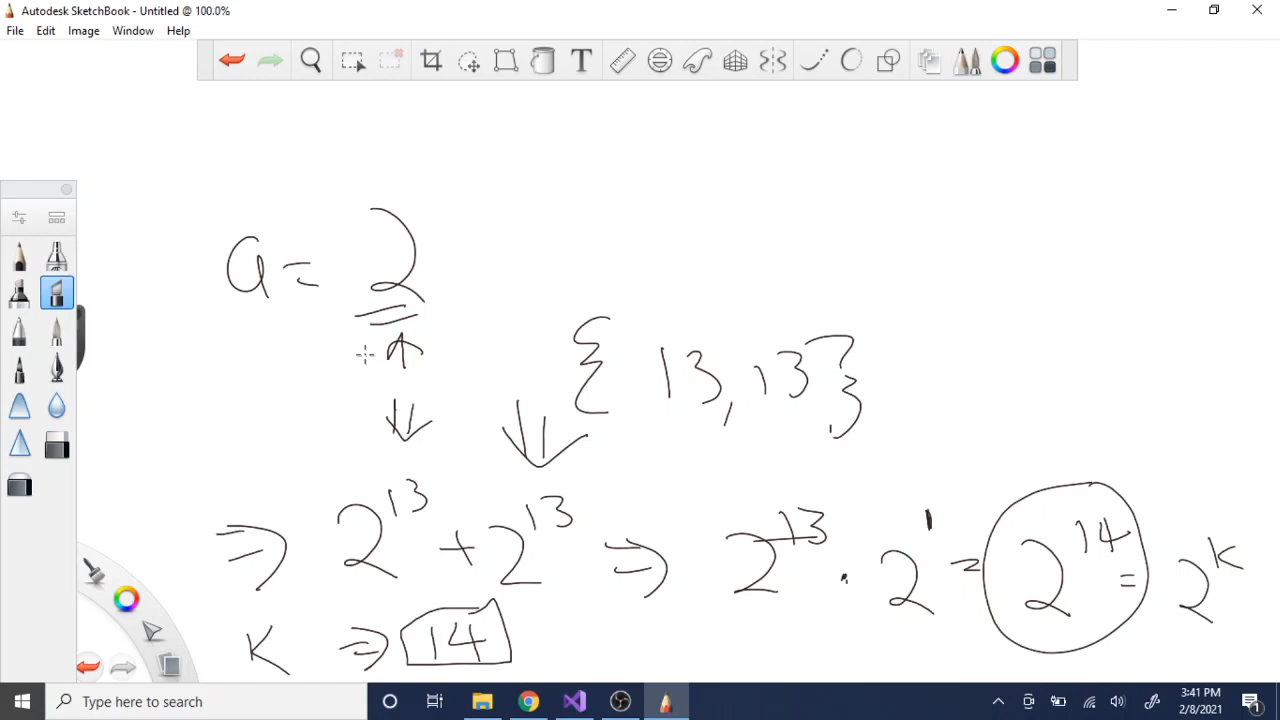 Autodesk SketchBook - Untitled @ 100.0%
File Edit Image Window Help
T
a = 2
{ 13, 13 }
⇒ 2^13 + 2^13 ⇒ 2^13 · 2^1 = 2^14 = 2^k
k ⇒ 14
Type here to search
3:41 PM
2/8/2021
1